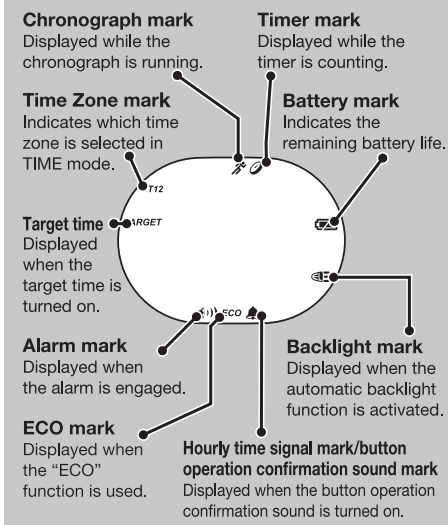 Chronograph mark
Displayed while the
chronograph is running.
Timer mark
Displayed while the
timer is counting.
Time Zone mark
Indicates which time
zone is selected in
TIME mode.
Battery mark
Indicates the
remaining battery life.
T12
Target time
Displayed
when the
target time is
turned on.
ARGET
Alarm mark
Displayed when
the alarm is engaged.
ECO
Backlight mark
Displayed when the
automatic backlight
function is activated.
ECO mark
Displayed when
the “ECO”
function is used.
Hourly time signal mark/button
operation confirmation sound mark
Displayed when the button operation
confirmation sound is turned on.